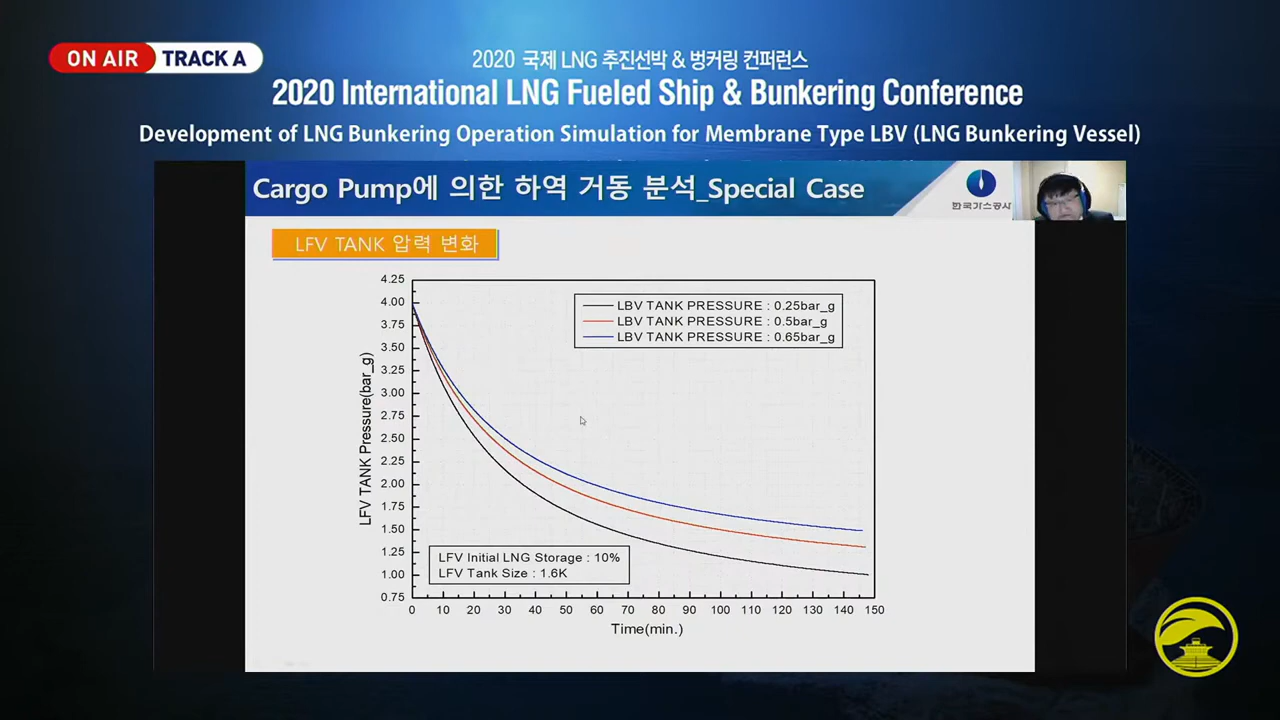 ON AIR TRACK A
2020 국제 LNG 추진선박 & 벙커링 컨퍼런스
2020 International LNG Fueled Ship & Bunkering Conference
Development of LNG Bunkering Operation Simulation for Membrane Type LBV (LNG Bunkering Vessel)
Cargo Pump에 의한 하역 거동 분석_Special Case
한국가스공사
LFV TANK 압력 변화
LBV TANK PRESSURE : 0.25bar_g
LBV TANK PRESSURE : 0.5bar_g
LBV TANK PRESSURE : 0.65bar_g
LFV TANK Pressure(bar_g)
4.25
4.00
3.75
3.50
3.25
3.00
2.75
2.50
2.25
2.00
1.75
1.50
1.25
1.00
0.75
LFV Initial LNG Storage : 10%
LFV Tank Size : 1.6K
0 10 20 30 40 50 60 70 80 90 100 110 120 130 140 150
Time(min.)